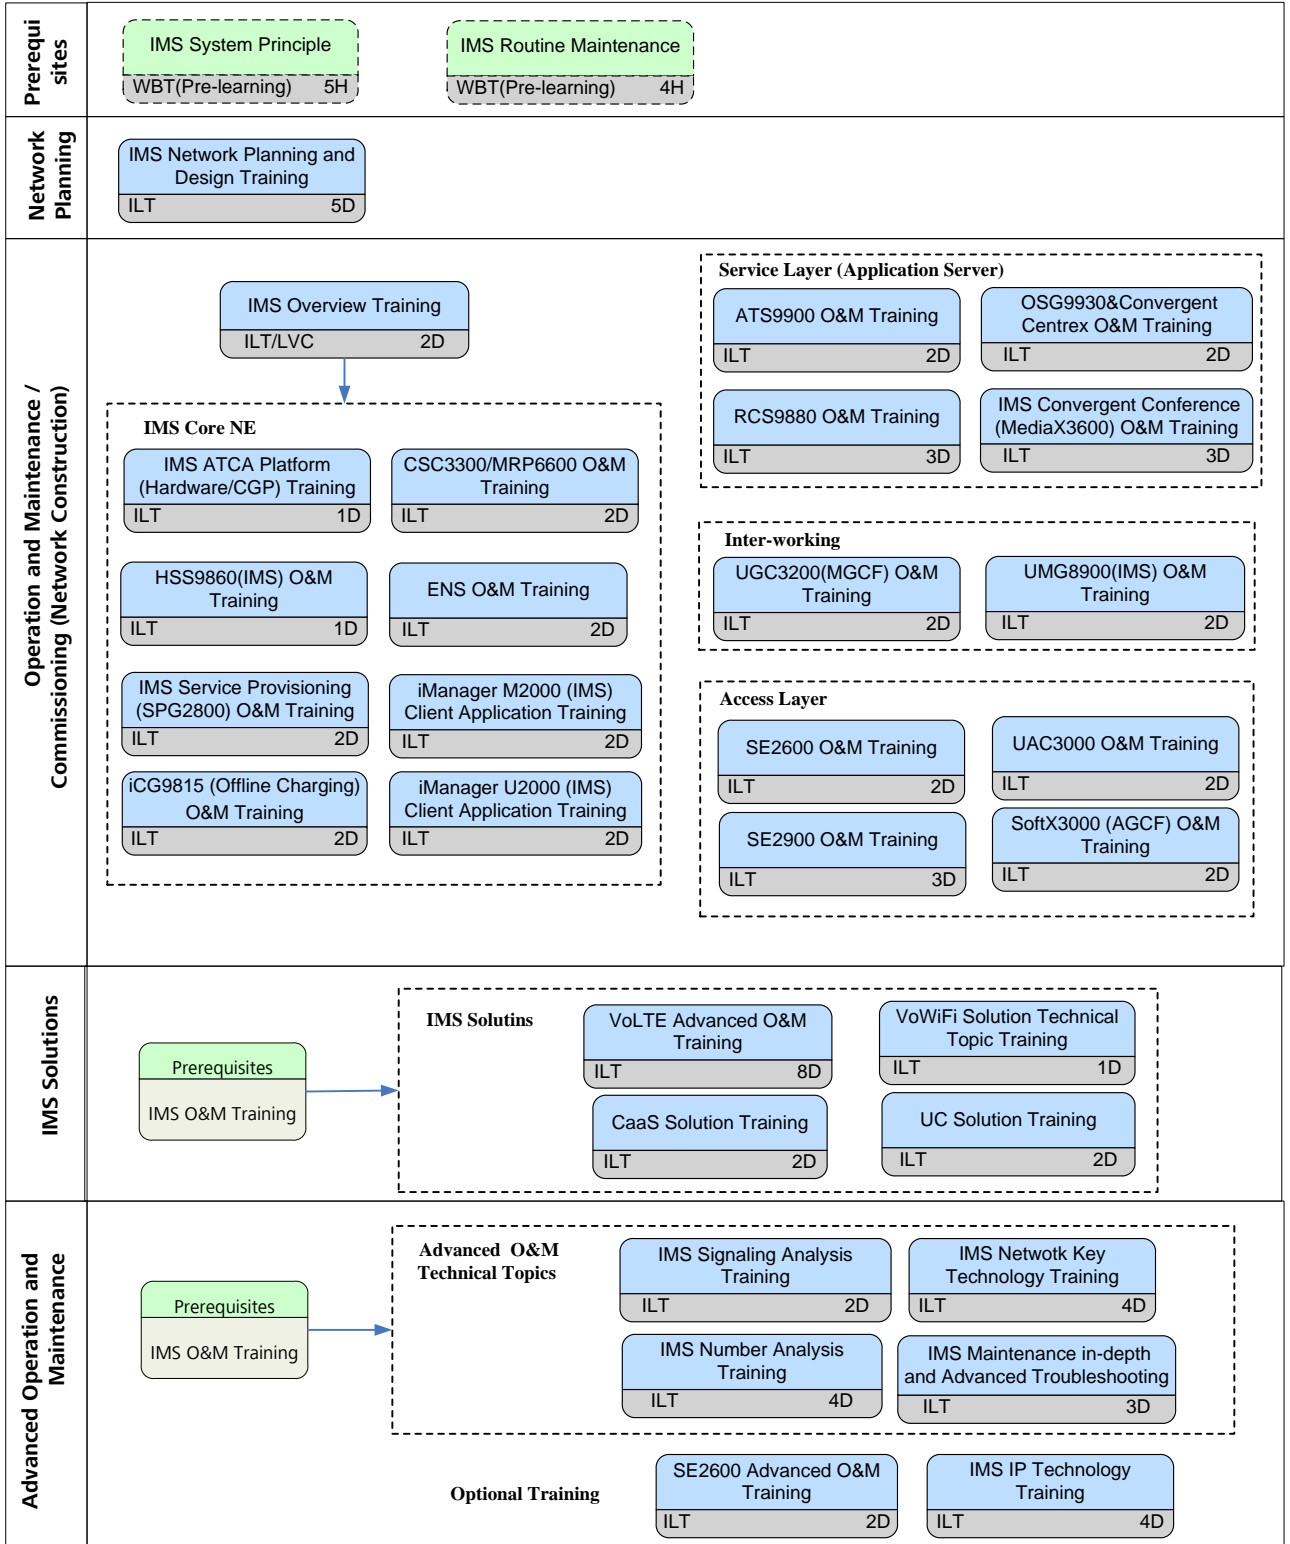 Prerequi
sites
IMS System Principle
WBT(Pre-learning) 5H
IMS Routine Maintenance
WBT(Pre-learning) 4H
Network
Planning
IMS Network Planning and
Design Training
ILT 5D
Operation and Maintenance /
Commissioning (Network Construction)
IMS Overview Training
ILT/LVC 2D
IMS Core NE
IMS ATCA Platform
(Hardware/CGP) Training
ILT 1D
CSC3300/MRP6600 O&M
Training
ILT 2D
HSS9860(IMS) O&M
Training
ILT 1D
ENS O&M Training
ILT 2D
IMS Service Provisioning
(SPG2800) O&M Training
ILT 2D
iManager M2000 (IMS)
Client Application Training
ILT 2D
iCG9815 (Offline Charging)
O&M Training
ILT 2D
iManager U2000 (IMS)
Client Application Training
ILT 2D
Service Layer (Application Server)
ATS9900 O&M Training
ILT 2D
OSG9930&Convergent
Centrex O&M Training
ILT 2D
RCS9880 O&M Training
ILT 3D
IMS Convergent Conference
(MediaX3600) O&M Training
ILT 3D
Inter-working
UGC3200(MGCF) O&M
Training
ILT 2D
UMG8900(IMS) O&M
Training
ILT 2D
Access Layer
SE2600 O&M Training
ILT 2D
UAC3000 O&M Training
ILT 2D
SE2900 O&M Training
ILT 3D
SoftX3000 (AGCF) O&M
Training
ILT 2D
IMS Solutions
Prerequisites
IMS O&M Training
IMS Solutins
VoLTE Advanced O&M
Training
ILT 8D
VoWiFi Solution Technical
Topic Training
ILT 1D
CaaS Solution Training
ILT 2D
UC Solution Training
ILT 2D
Advanced Operation and
Maintenance
Prerequisites
IMS O&M Training
Advanced O&M
Technical Topics
IMS Signaling Analysis
Training
ILT 2D
IMS Netwotk Key
Technology Training
ILT 4D
IMS Number Analysis
Training
ILT 4D
IMS Maintenance in-depth
and Advanced Troubleshooting
ILT 3D
Optional Training
SE2600 Advanced O&M
Training
ILT 2D
IMS IP Technology
Training
ILT 4D